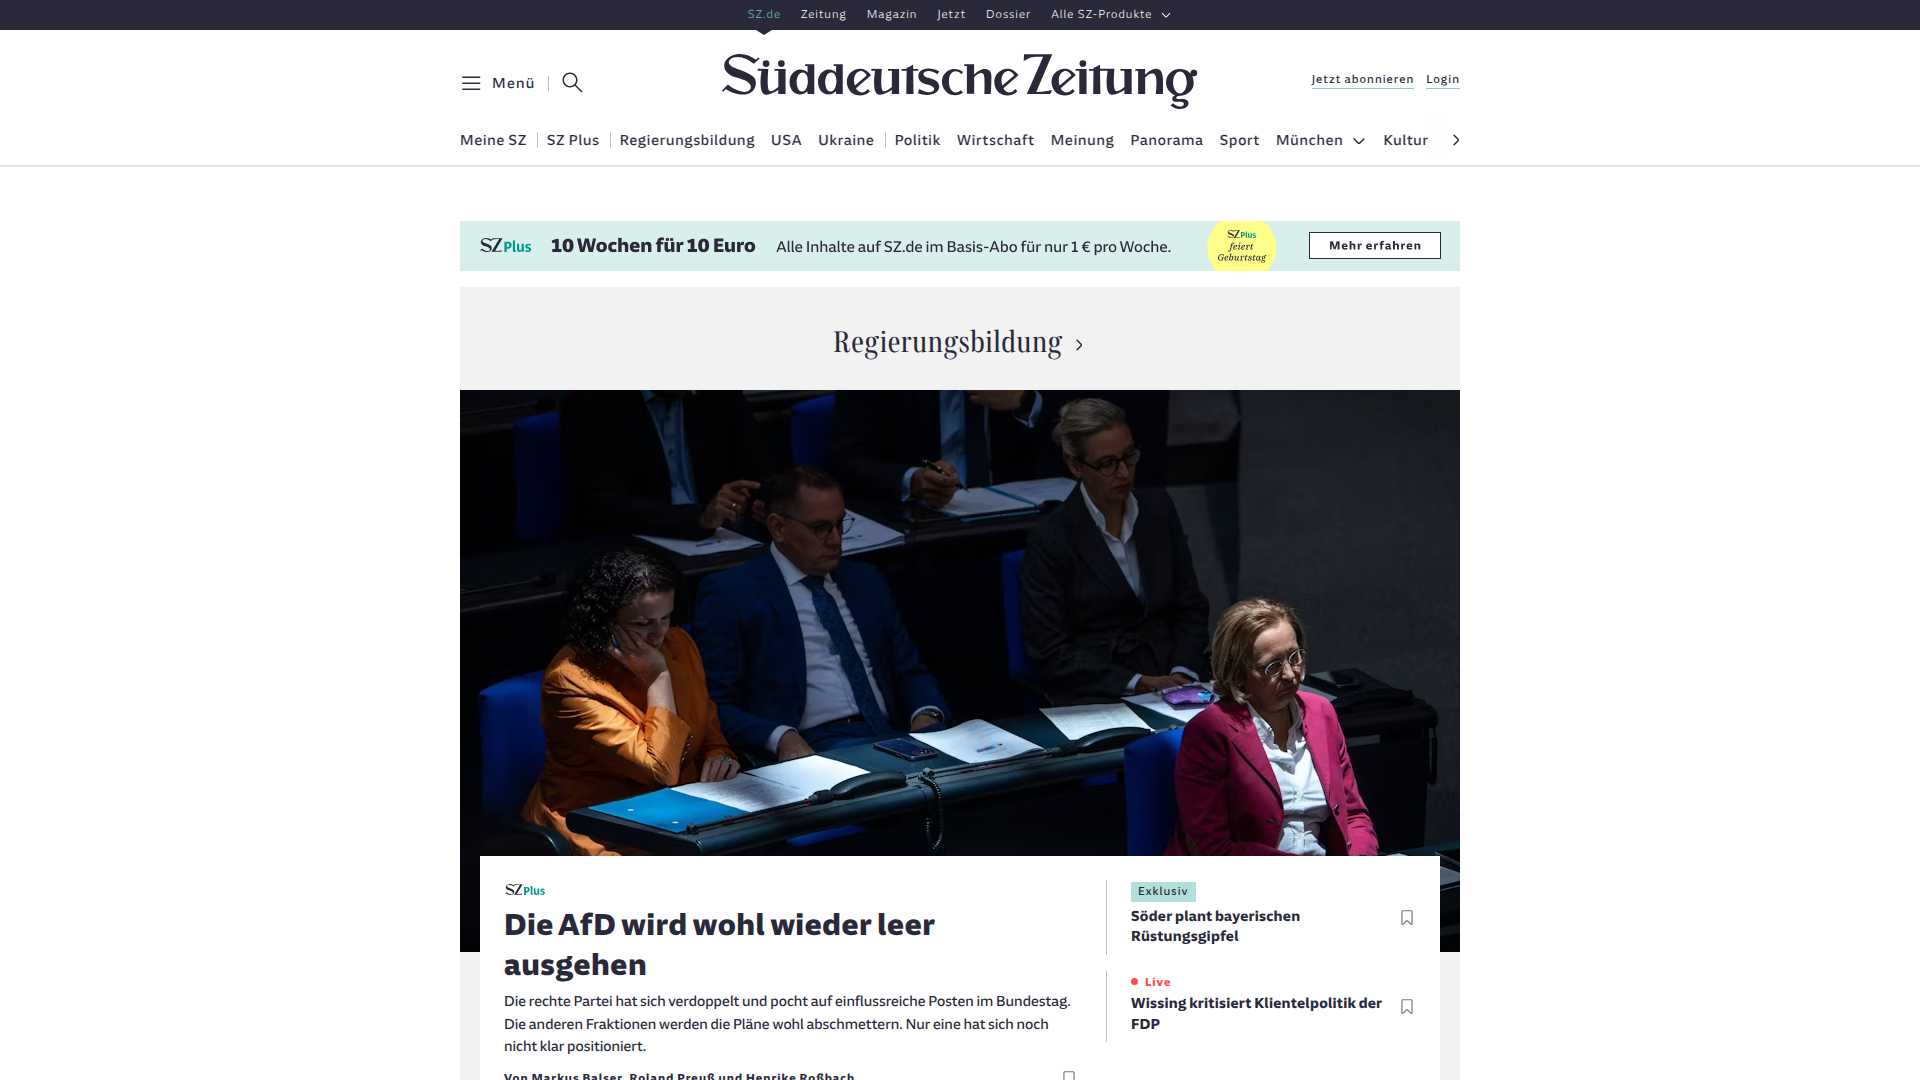 SZ.de Zeitung Magazin Jetzt Dossier Alle SZ-Produkte
Menü
Süddeutsche Zeitung
Jetzt abonnieren Login
Meine SZ SZ Plus Regierungsbildung USA Ukraine Politik Wirtschaft Meinung Panorama Sport München Kultur
SZ Plus 10 Wochen für 10 Euro Alle Inhalte auf SZ.de im Basis-Abo für nur 1 € pro Woche.
SZ Plus
feiert
Geburtstag
Mehr erfahren
Regierungsbildung
SZ Plus
Die AfD wird wohl wieder leer
ausgehen
Die rechte Partei hat sich verdoppelt und pocht auf einflussreiche Posten im Bundestag.
Die anderen Fraktionen werden die Pläne wohl abschmettern. Nur eine hat sich noch
nicht klar positioniert.
Von Markus Balser, Roland Preuß und Henrike Roßbach
Exklusiv
Söder plant bayerischen
Rüstungsgipfel
Live
Wissing kritisiert Klientelpolitik der
FDP